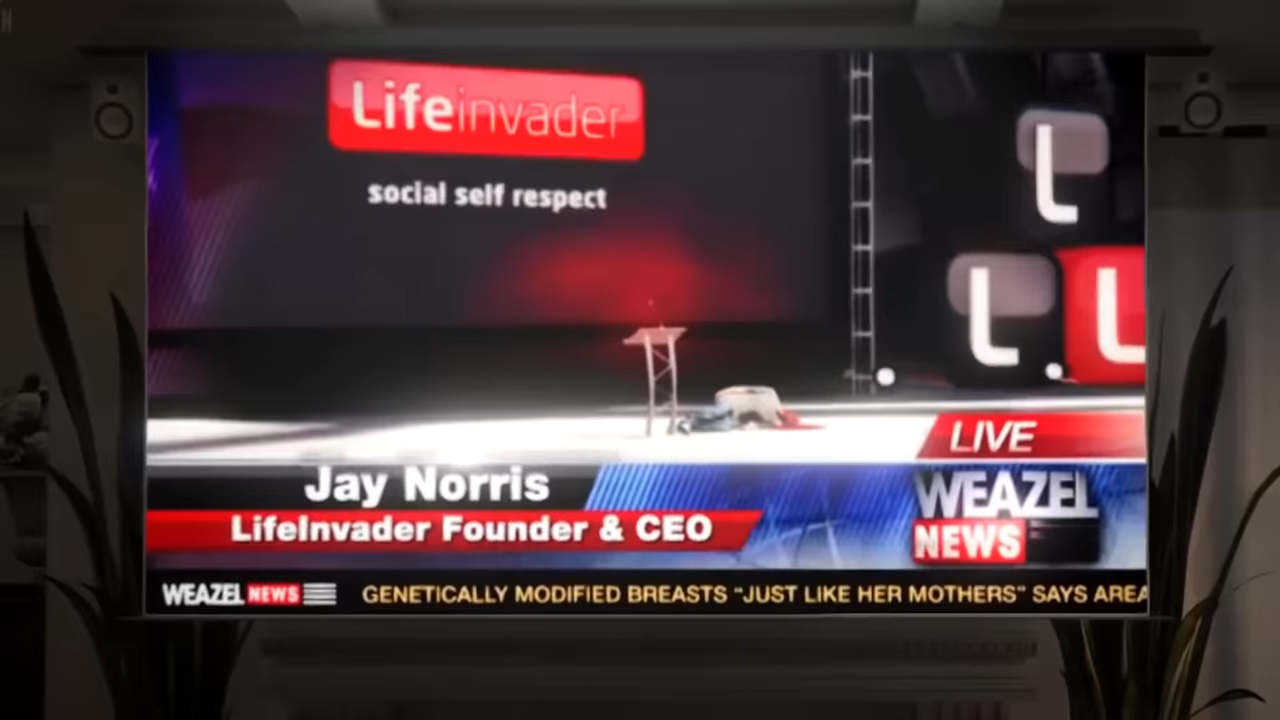 Lifeinvader
social self respect
LIVE
Jay Norris
LifeInvader Founder & CEO
WEAZEL
NEWS
WEAZEL NEWS GENETICALLY MODIFIED BREASTS “JUST LIKE HER MOTHERS” SAYS AREA